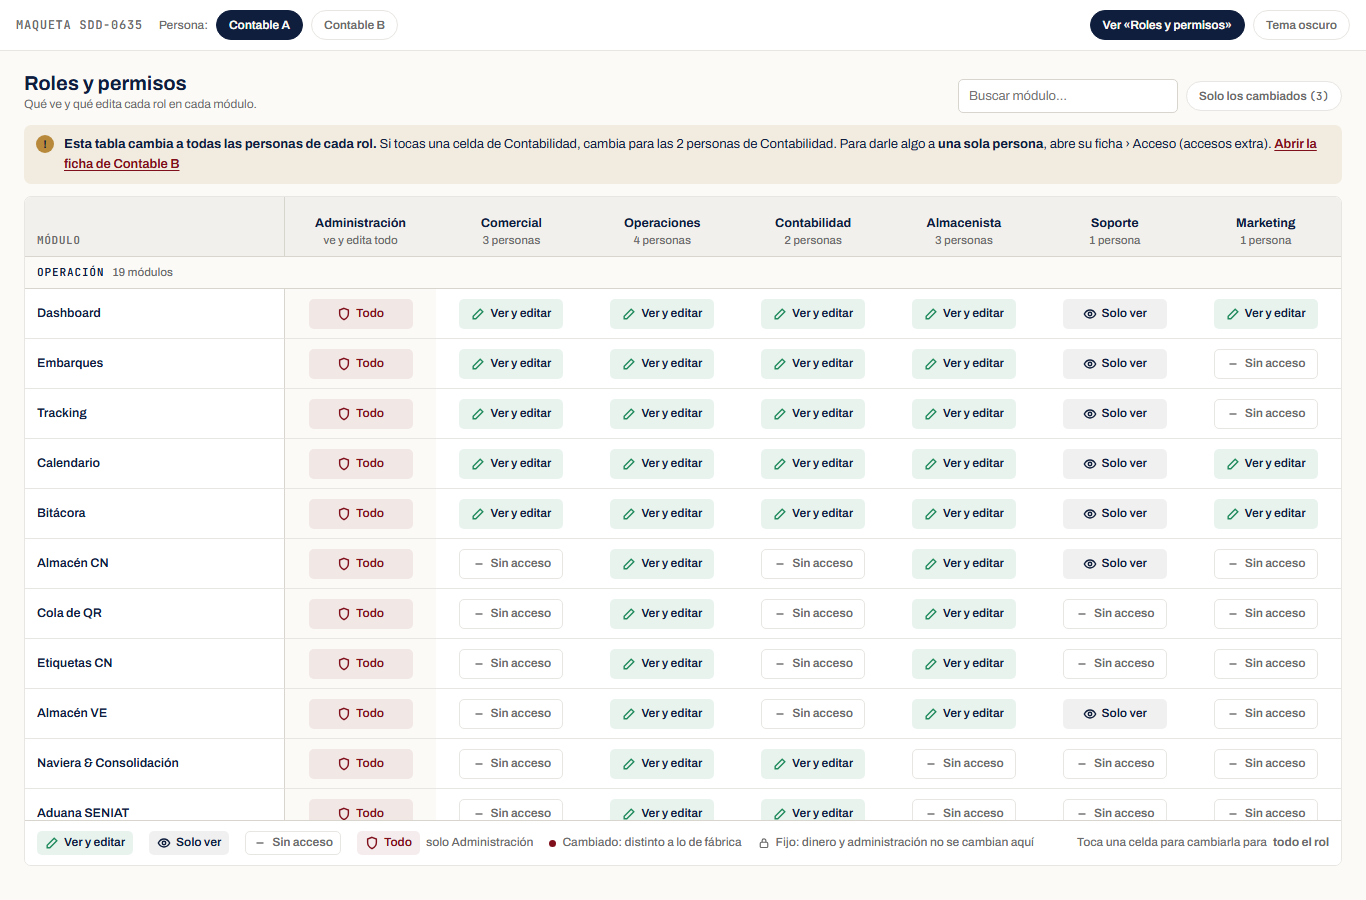 MAQUETA SDD-0635 Persona: Contable A Contable B Ver «Roles y permisos» Tema oscuro
Roles y permisos
Qué ve y qué edita cada rol en cada módulo.
Buscar módulo... Solo los cambiados (3)
! Esta tabla cambia a todas las personas de cada rol. Si tocas una celda de Contabilidad, cambia para las 2 personas de Contabilidad. Para darle algo a una sola persona, abre su ficha › Acceso (accesos extra). Abrir la
ficha de Contable B
MÓDULO Administración Comercial Operaciones Contabilidad Almacenista Soporte Marketing
ve y edita todo 3 personas 4 personas 2 personas 3 personas 1 persona 1 persona
OPERACIÓN 19 módulos
Dashboard Todo Ver y editar Ver y editar Ver y editar Ver y editar Solo ver Ver y editar
Embarques Todo Ver y editar Ver y editar Ver y editar Ver y editar Solo ver – Sin acceso
Tracking Todo Ver y editar Ver y editar Ver y editar Ver y editar Solo ver – Sin acceso
Calendario Todo Ver y editar Ver y editar Ver y editar Ver y editar Solo ver Ver y editar
Bitácora Todo Ver y editar Ver y editar Ver y editar Ver y editar Solo ver Ver y editar
Almacén CN Todo – Sin acceso Ver y editar – Sin acceso Ver y editar Solo ver – Sin acceso
Cola de QR Todo – Sin acceso Ver y editar – Sin acceso Ver y editar – Sin acceso – Sin acceso
Etiquetas CN Todo – Sin acceso Ver y editar – Sin acceso Ver y editar – Sin acceso – Sin acceso
Almacén VE Todo – Sin acceso Ver y editar – Sin acceso Ver y editar Solo ver – Sin acceso
Naviera & Consolidación Todo – Sin acceso Ver y editar Ver y editar – Sin acceso – Sin acceso – Sin acceso
Aduana SENIAT Todo – Sin acceso Ver y editar Ver y editar – Sin acceso – Sin acceso – Sin acceso
Ver y editar Solo ver – Sin acceso Todo solo Administración Cambiado: distinto a lo de fábrica Fijo: dinero y administración no se cambian aquí Toca una celda para cambiarla para todo el rol